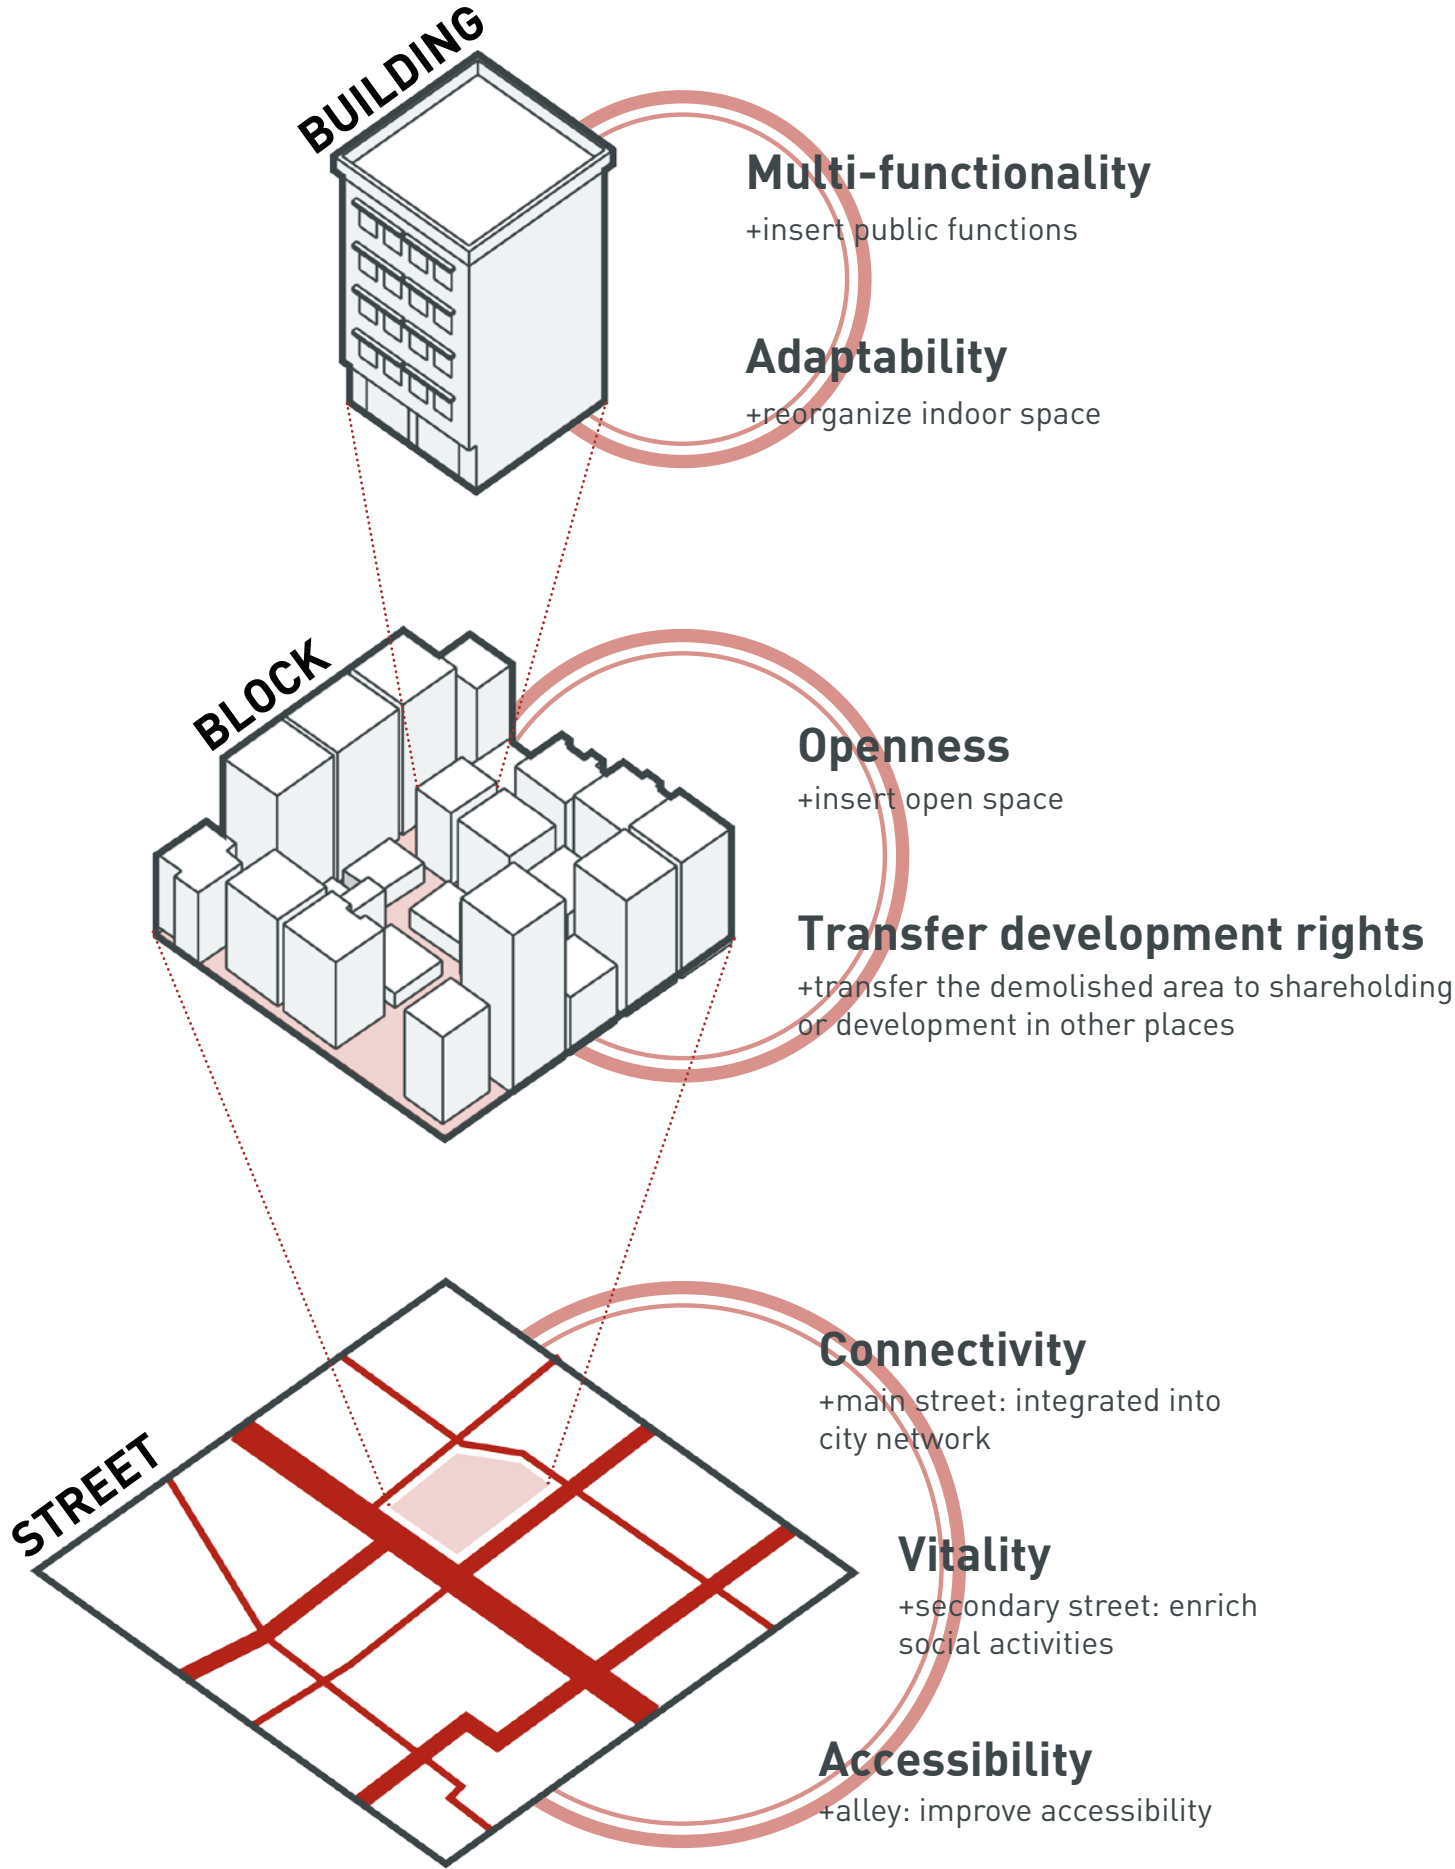 BUILDING
Multi-functionality
+insert public functions
Adaptability
+reorganize indoor space
BLOCK
Openness
+insert open space
Transfer development rights
+transfer the demolished area to shareholding
or development in other places
STREET
Connectivity
+main street: integrated into
city network
Vitality
+secondary street: enrich
social activities
Accessibility
+alley: improve accessibility